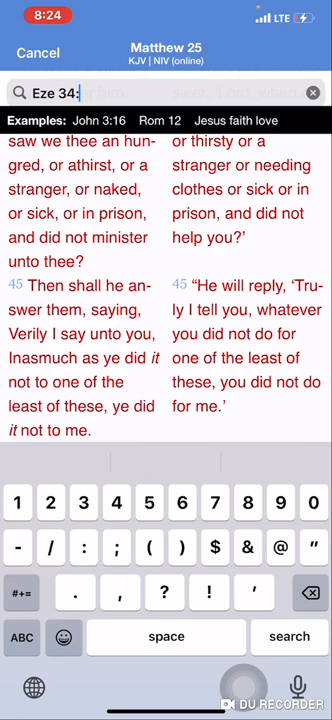 8:24
LTE
Cancel
Matthew 25
KJV | NIV (online)
Eze 34:
Examples: John 3:16 Rom 12 Jesus faith love
saw we thee an hun-
gred, or athirst, or a
stranger, or naked,
or sick, or in prison,
and did not minister
unto thee?
45 Then shall he an-
swer them, saying,
Verily I say unto you,
Inasmuch as ye did it
not to one of the
least of these, ye did
it not to me.
or thirsty or a
stranger or needing
clothes or sick or in
prison, and did not
help you?’
45 “He will reply, ‘Tru-
ly I tell you, whatever
you did not do for
one of the least of
these, you did not do
for me.’
1 2 3 4 5 6 7 8 9 0
- / : ; ( ) $ & @ "
#+= . , ? ! '
ABC space search
DU RECORDER